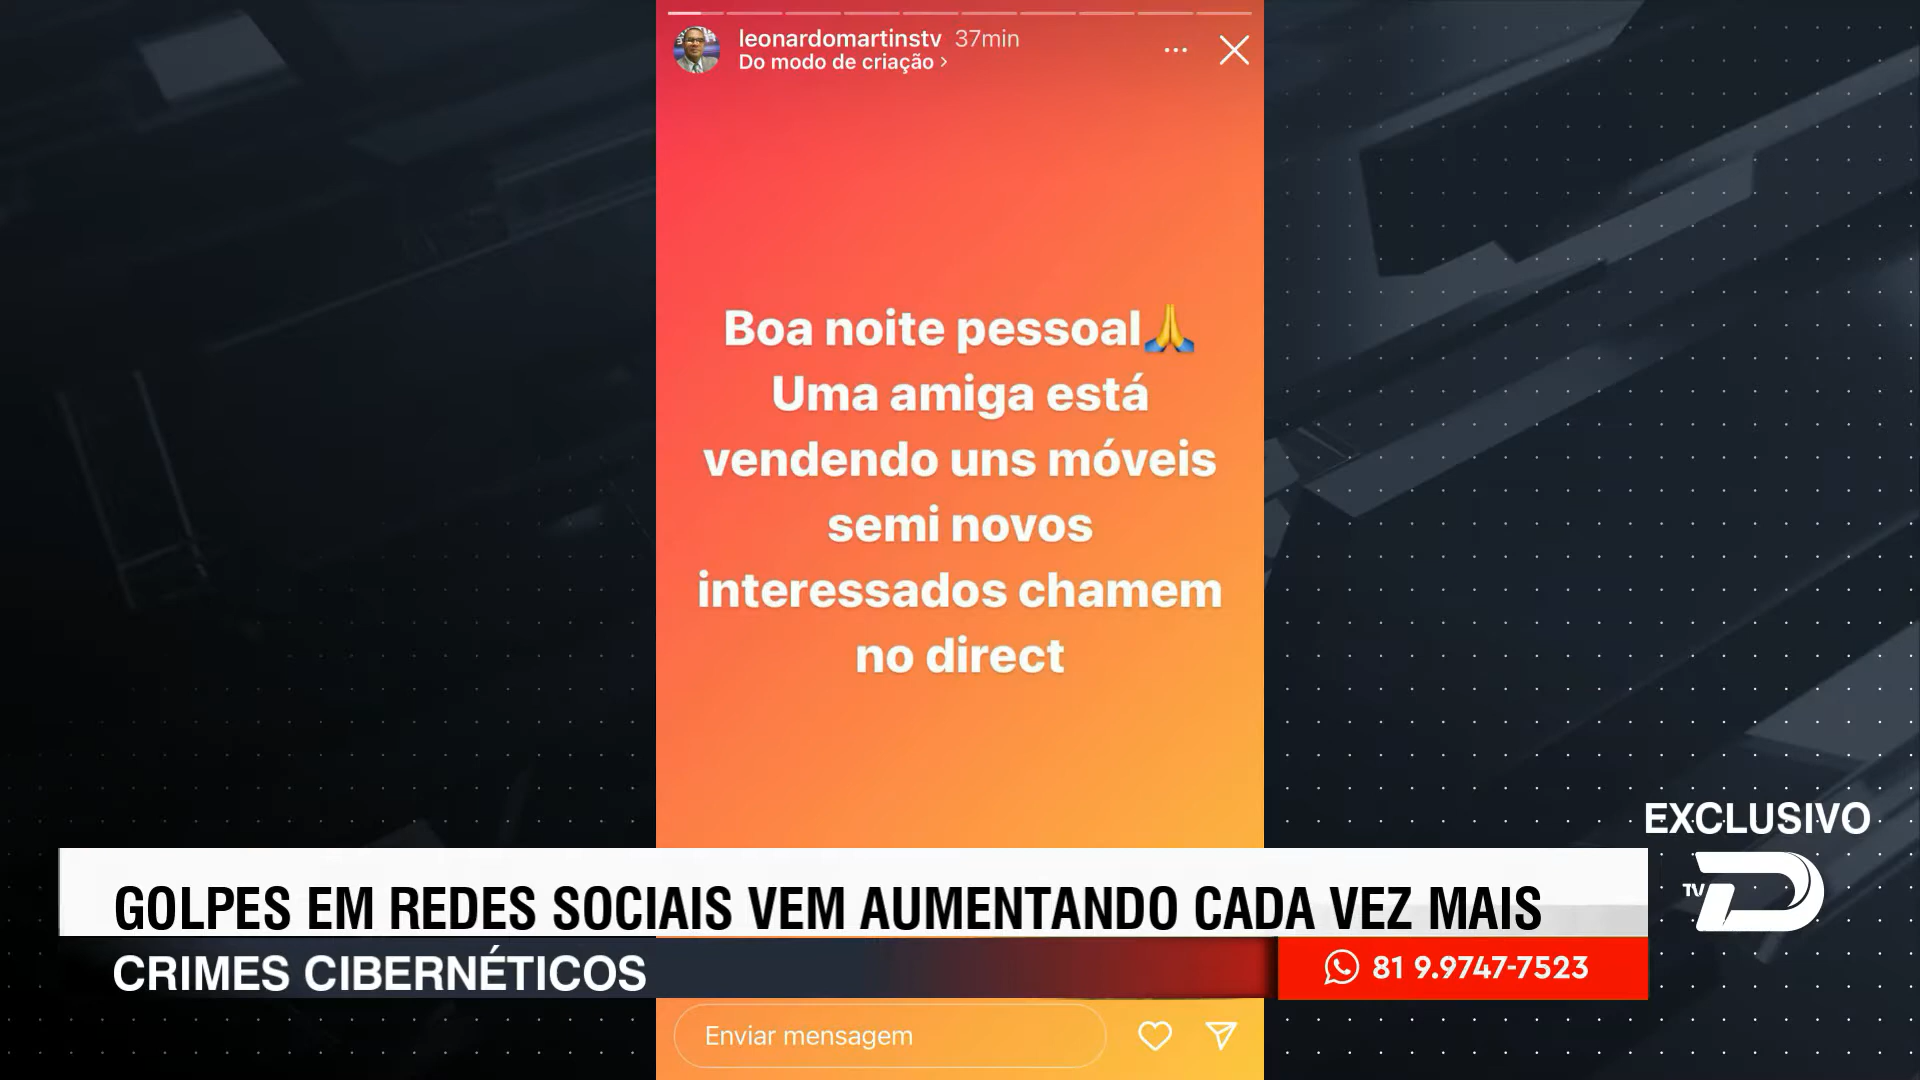 leonardomartinstv 37min
Do modo de criação ›
Boa noite pessoal🙏
Uma amiga está
vendendo uns móveis
semi novos
interessados chamem
no direct
EXCLUSIVO
TV D
GOLPES EM REDES SOCIAIS VEM AUMENTANDO CADA VEZ MAIS
CRIMES CIBERNÉTICOS
81 9.9747-7523
Enviar mensagem